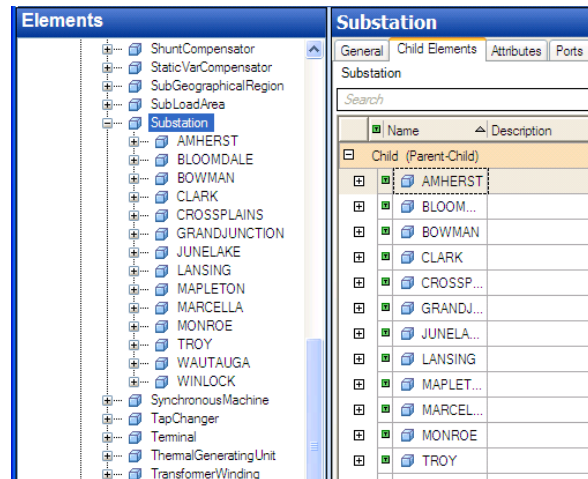 Elements
ShuntCompensator
StaticVarCompensator
SubGeographicalRegion
SubLoadArea
Substation
AMHERST
BLOOMDALE
BOWMAN
CLARK
CROSSPLAINS
GRANDJUNCTION
JUNELAKE
LANSING
MAPLETON
MARCELLA
MONROE
TROY
WAUTAUGA
WINLOCK
SynchronousMachine
TapChanger
Terminal
ThermalGeneratingUnit
TransformerWinding
Substation
General Child Elements Attributes Ports
Substation
Search
Name Description
Child (Parent-Child)
AMHERST
BLOOM...
BOWMAN
CLARK
CROSSP...
GRANDJ...
JUNELA...
LANSING
MAPLET...
MARCEL...
MONROE
TROY